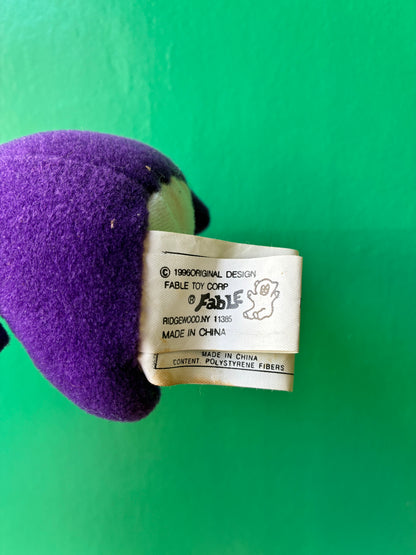 © 1996ORIGINAL DESIGN
FABLE TOY CORP
® FabLE
RIDGEWOOD.NY 11385
MADE IN CHINA
MADE IN CHINA
CONTENT. POLYSTYRENE FIBERS